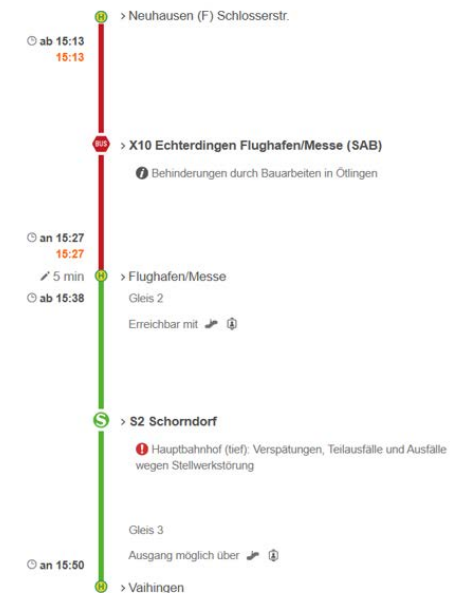 H > Neuhausen (F) Schlosserstr.
ab 15:13
15:13
BUS > X10 Echterdingen Flughafen/Messe (SAB)
i Behinderungen durch Bauarbeiten in Ötlingen
an 15:27
15:27
5 min H > Flughafen/Messe
ab 15:38 Gleis 2
Erreichbar mit
S > S2 Schorndorf
! Hauptbahnhof (tief): Verspätungen, Teilausfälle und Ausfälle
wegen Stellwerkstörung
Gleis 3
Ausgang möglich über
an 15:50
H > Vaihingen